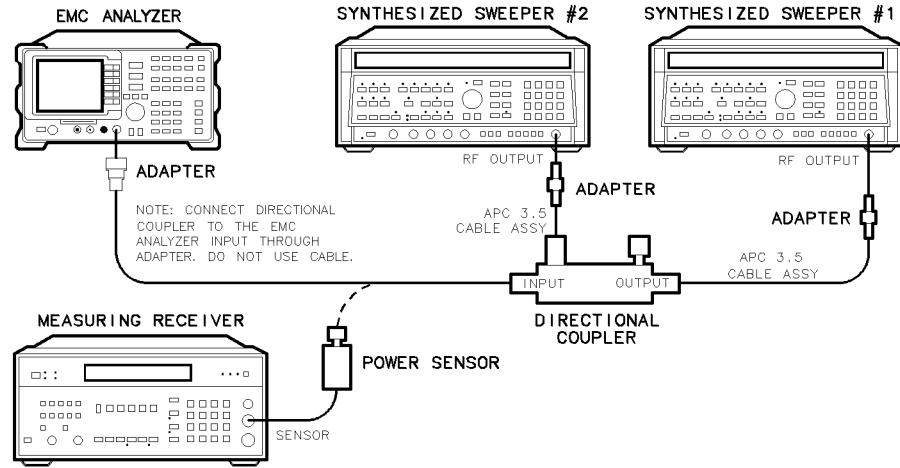 EMC ANALYZER
SYNTHESIZED SWEEPER #2
SYNTHESIZED SWEEPER #1
RF OUTPUT
RF OUTPUT
ADAPTER
ADAPTER
ADAPTER
NOTE: CONNECT DIRECTIONAL
COUPLER TO THE EMC
ANALYZER INPUT THROUGH
ADAPTER. DO NOT USE CABLE.
APC 3.5
CABLE ASSY
APC 3.5
CABLE ASSY
INPUT
OUTPUT
DIRECTIONAL
COUPLER
MEASURING RECEIVER
POWER SENSOR
SENSOR